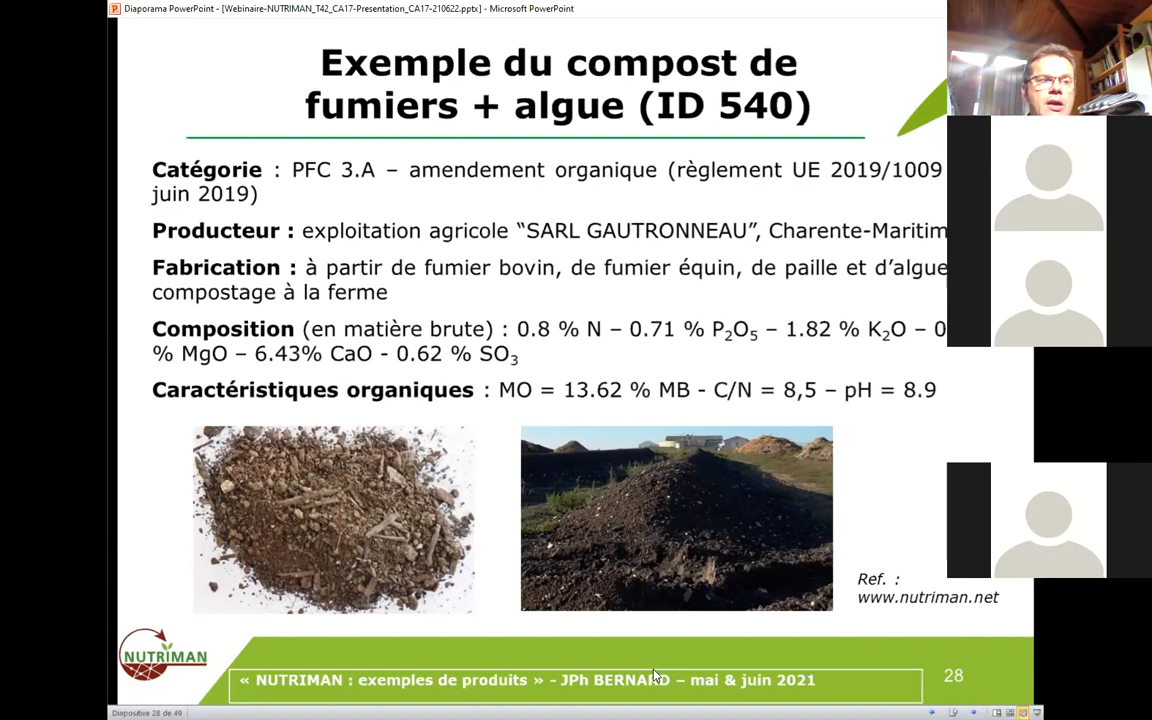 Diaporama PowerPoint - [Webinaire-NUTRIMAN_T42_CA17-Presentation_CA17-210622.pptx] - Microsoft PowerPoint
Exemple du compost de
fumiers + algue (ID 540)
Catégorie : PFC 3.A – amendement organique (règlement UE 2019/1009
juin 2019)
Producteur : exploitation agricole “SARL GAUTRONNEAU”, Charente-Maritim
Fabrication : à partir de fumier bovin, de fumier équin, de paille et d’algue
compostage à la ferme
Composition (en matière brute) : 0.8 % N – 0.71 % P₂O₅ – 1.82 % K₂O – 0
% MgO – 6.43% CaO - 0.62 % SO₃
Caractéristiques organiques : MO = 13.62 % MB - C/N = 8,5 – pH = 8.9
Ref. :
www.nutriman.net
NUTRIMAN
« NUTRIMAN : exemples de produits » - JPh BERNARD – mai & juin 2021
28
Diapositive 28 de 49